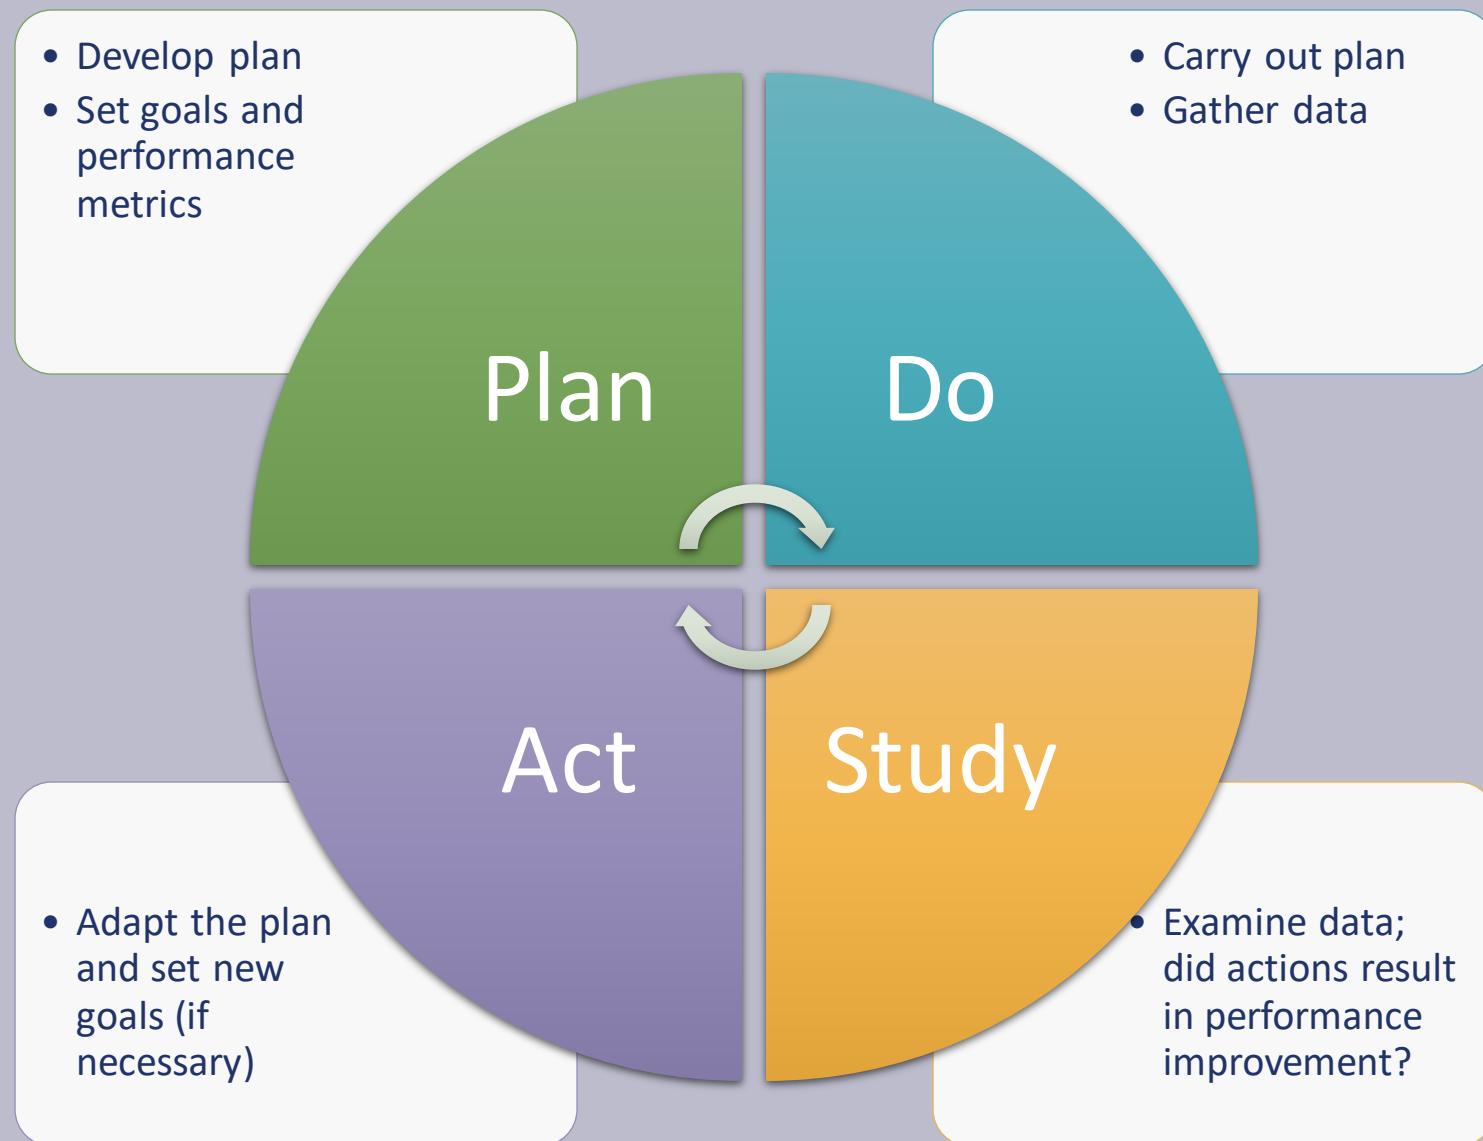 • Develop plan
• Set goals and
performance
metrics
• Carry out plan
• Gather data
Plan
Do
Act
Study
• Adapt the plan
and set new
goals (if
necessary)
• Examine data;
did actions result
in performance
improvement?